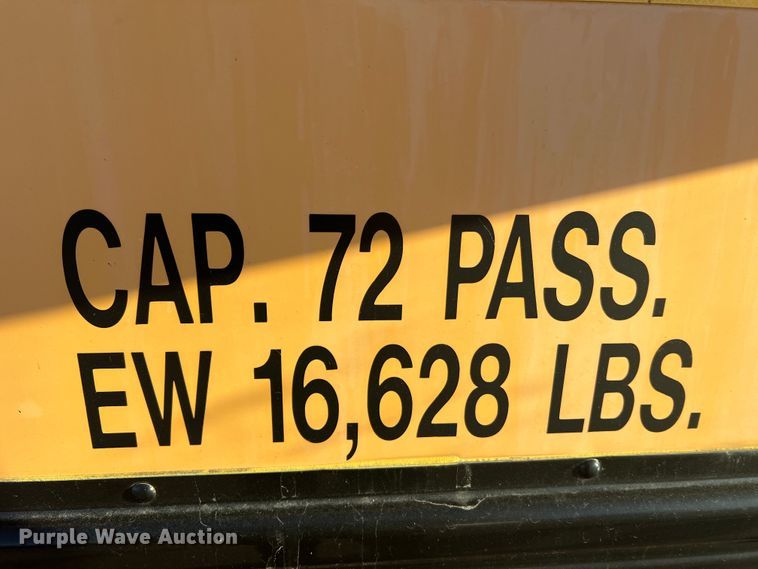 CAP. 72 PASS.
EW 16,628 LBS.
Purple Wave Auction